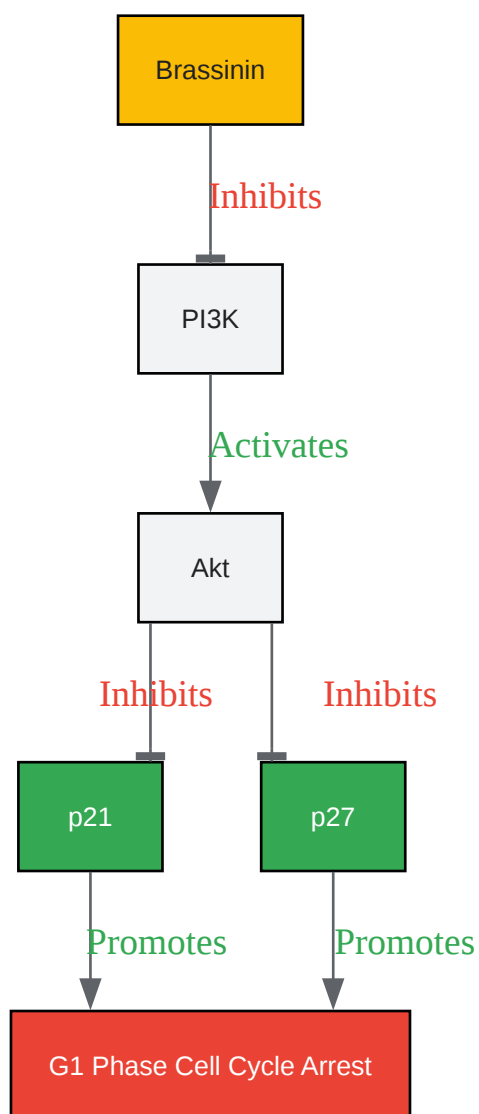 Brassinin
Inhibits
PI3K
Activates
Akt
Inhibits
Inhibits
p21
p27
Promotes
Promotes
G1 Phase Cell Cycle Arrest